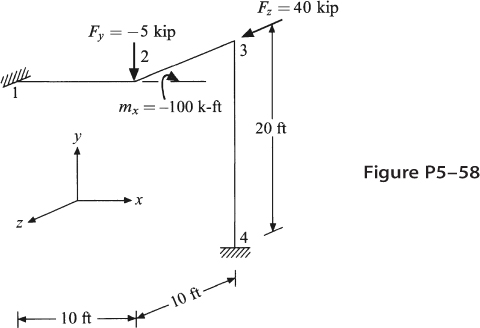 F_z = 40 kip
F_y = −5 kip
2
3
1
m_x = −100 k-ft
20 ft
y
x
z
Figure P5–58
4
10 ft
10 ft